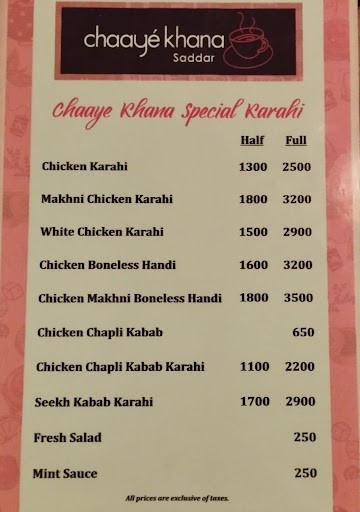 chaayé khana
Saddar
Chaaye Khana Special Karahi
Half Full
Chicken Karahi 1300 2500
Makhni Chicken Karahi 1800 3200
White Chicken Karahi 1500 2900
Chicken Boneless Handi 1600 3200
Chicken Makhni Boneless Handi 1800 3500
Chicken Chapli Kabab 650
Chicken Chapli Kabab Karahi 1100 2200
Seekh Kabab Karahi 1700 2900
Fresh Salad 250
Mint Sauce 250
All prices are exclusive of taxes.